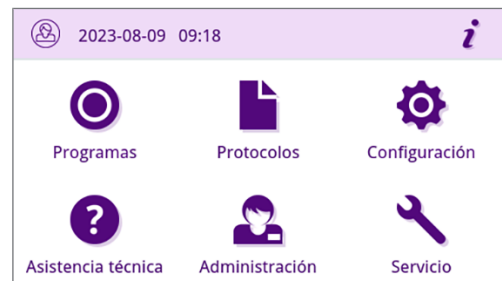 2023-08-09 09:18 i
Programas Protocolos Configuración
Asistencia técnica Administración Servicio